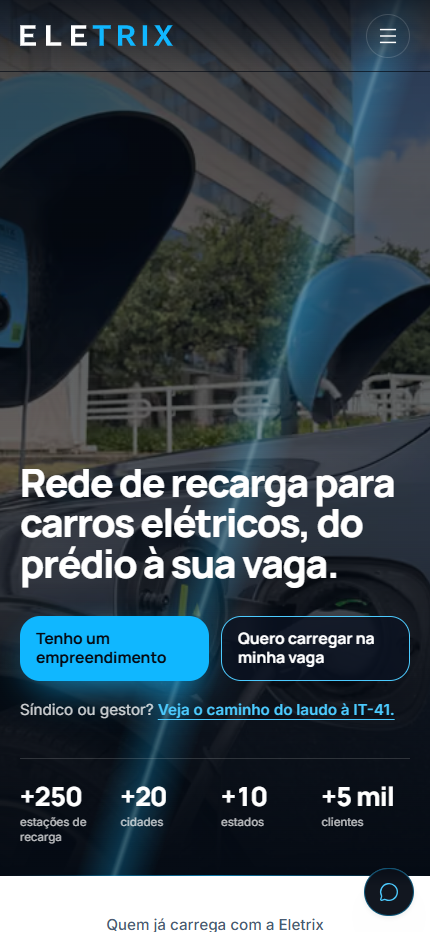 ELETRIX
Rede de recarga para
carros elétricos, do
prédio à sua vaga.
Tenho um
empreendimento
Quero carregar na
minha vaga
Síndico ou gestor? Veja o caminho do laudo à IT-41.
+250
estações de
recarga
+20
cidades
+10
estados
+5 mil
clientes
Quem já carrega com a Eletrix